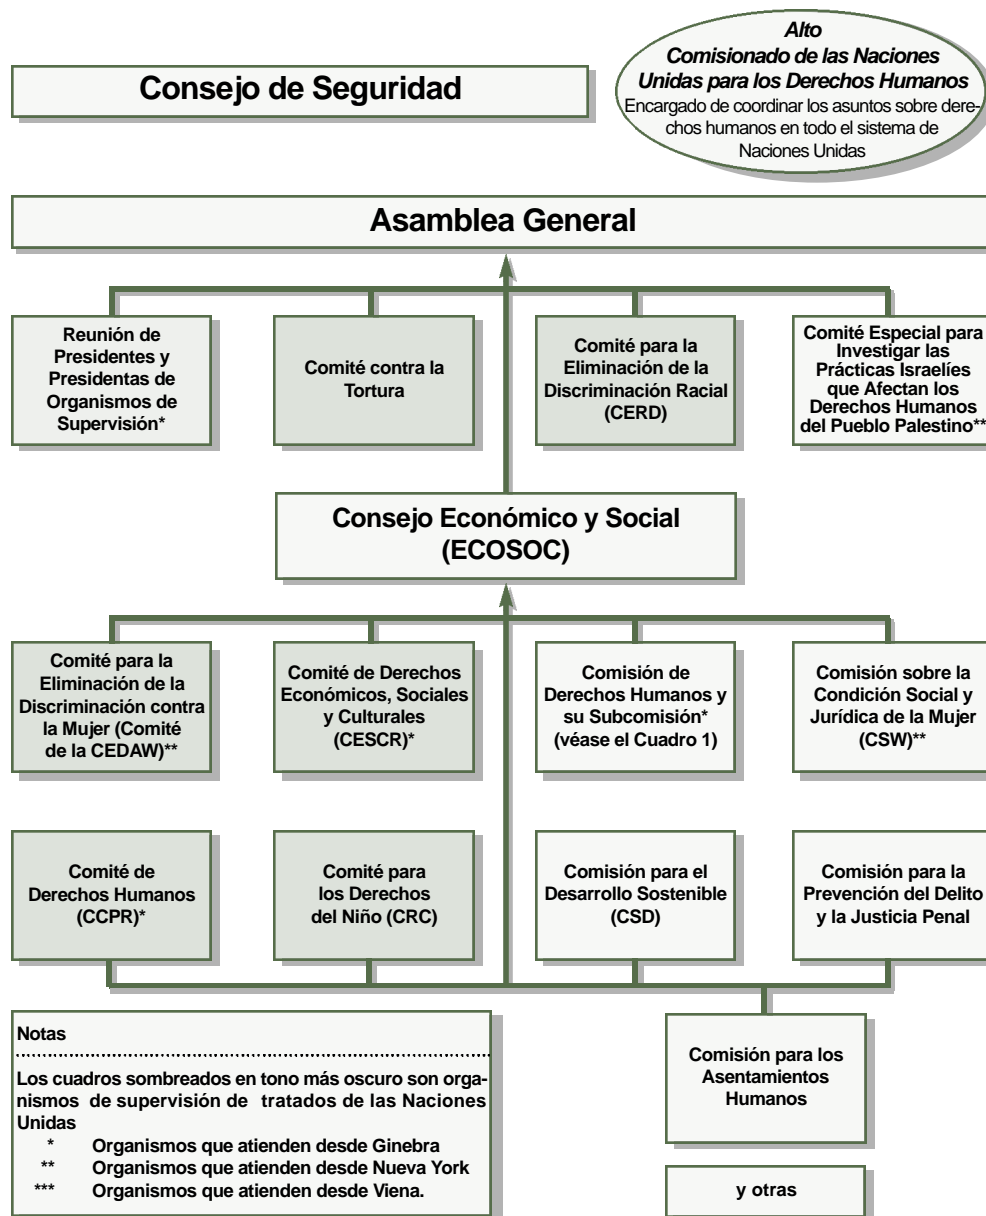 Consejo de Seguridad
Alto
Comisionado de las Naciones
Unidas para los Derechos Humanos
Encargado de coordinar los asuntos sobre dere-
chos humanos en todo el sistema de
Naciones Unidas
Asamblea General
Reunión de
Presidentes y
Presidentas de
Organismos de
Supervisión*
Comité contra la
Tortura
Comité para la
Eliminación de la
Discriminación Racial
(CERD)
Comité Especial para
Investigar las
Prácticas Israelíes
que Afectan los
Derechos Humanos
del Pueblo Palestino**
Consejo Económico y Social
(ECOSOC)
Comité para la
Eliminación de la
Discriminación contra
la Mujer (Comité
de la CEDAW)**
Comité de Derechos
Económicos, Sociales
y Culturales
(CESCR)*
Comisión de
Derechos Humanos y
su Subcomisión*
(véase el Cuadro 1)
Comisión sobre la
Condición Social y
Jurídica de la Mujer
(CSW)**
Comité de
Derechos Humanos
(CCPR)*
Comité para
los Derechos
del Niño (CRC)
Comisión para el
Desarrollo Sostenible
(CSD)
Comisión para la
Prevención del Delito
y la Justicia Penal
Notas
Los cuadros sombreados en tono más oscuro son orga-
nismos de supervisión de tratados de las Naciones
Unidas
* Organismos que atienden desde Ginebra
** Organismos que atienden desde Nueva York
*** Organismos que atienden desde Viena.
Comisión para los
Asentamientos
Humanos
y otras